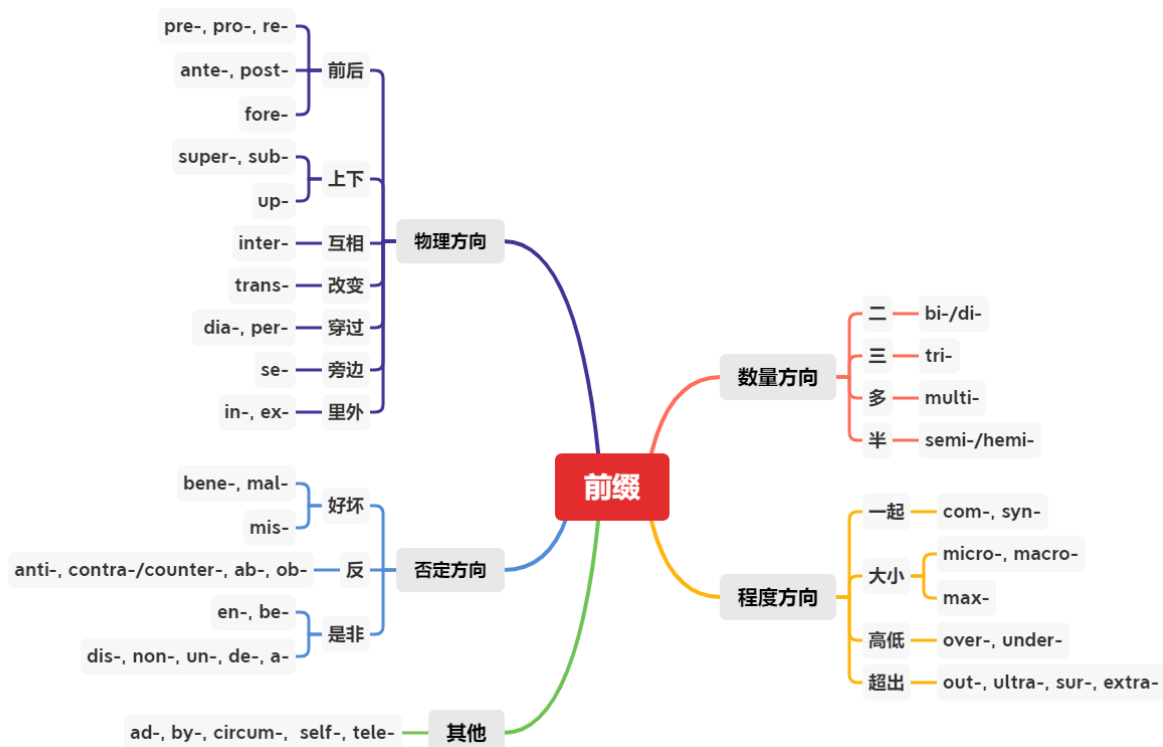 前缀
物理方向
前后
pre-, pro-, re-
ante-, post-
fore-
上下
super-, sub-
up-
互相
inter-
改变
trans-
穿过
dia-, per-
旁边
se-
里外
in-, ex-
否定方向
好坏
bene-, mal-
mis-
反
anti-, contra-/counter-, ab-, ob-
是非
en-, be-
dis-, non-, un-, de-, a-
其他
ad-, by-, circum-, self-, tele-
数量方向
二
bi-/di-
三
tri-
多
multi-
半
semi-/hemi-
程度方向
一起
com-, syn-
大小
micro-, macro-
max-
高低
over-, under-
超出
out-, ultra-, sur-, extra-